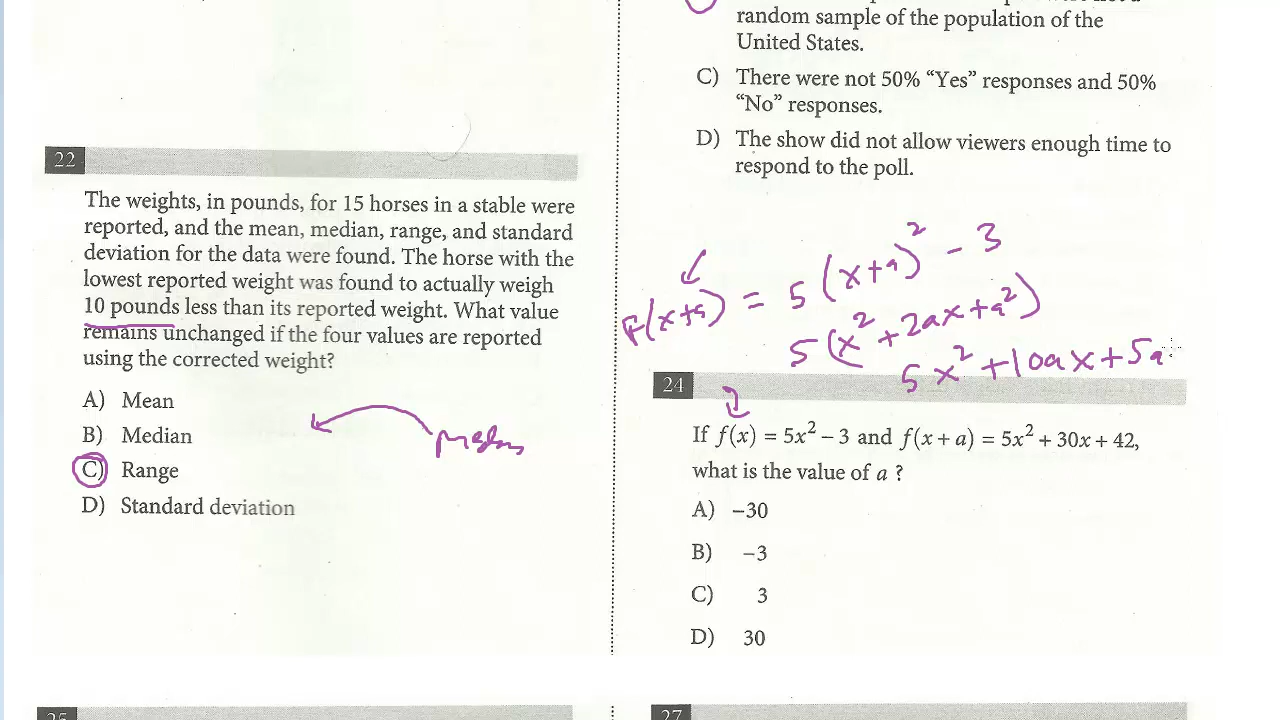 22
The weights, in pounds, for 15 horses in a stable were
reported, and the mean, median, range, and standard
deviation for the data were found. The horse with the
lowest reported weight was found to actually weigh
10 pounds less than its reported weight. What value
remains unchanged if the four values are reported
using the corrected weight?
A) Mean
B) Median
C) Range
D) Standard deviation
random sample of the population of the
United States.
C) There were not 50% “Yes” responses and 50%
“No” responses.
D) The show did not allow viewers enough time to
respond to the poll.
f(x+a) = 5(x+a)² − 3
5(x² + 2ax + a²)
5x² + 10ax + 5a
24
If f(x) = 5x² − 3 and f(x + a) = 5x² + 30x + 42,
what is the value of a ?
A) −30
B) −3
C) 3
D) 30
27